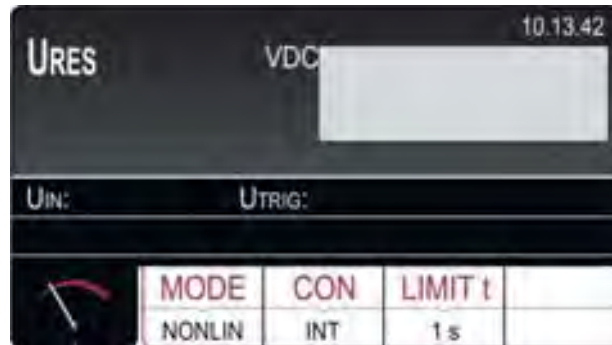 10.13.42
URES VDC
UIN: UTRIG:
MODE CON LIMIT t
NONLIN INT 1 s